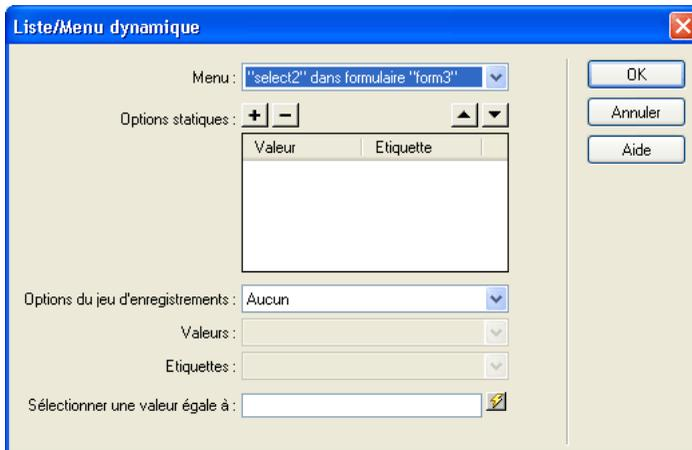 Liste/Menu dynamique
Menu : "select2" dans formulaire "form3"
OK
Options statiques :
Annuler
Valeur Etiquette
Aide
Options du jeu d'enregistrements : Aucun
Valeurs :
Etiquettes :
Sélectionner une valeur égale à :